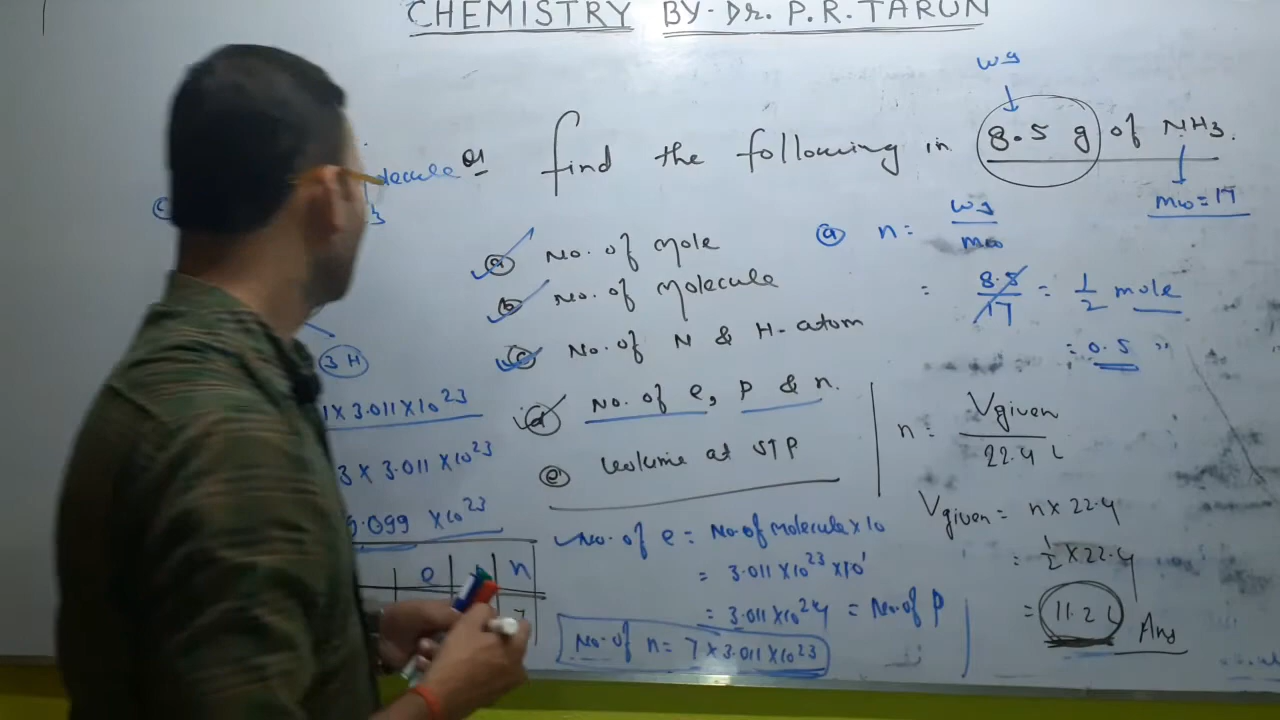 CHEMISTRY BY- Dr. P.R. TARUN
wg
find the following in 8.5 g of NH3.
mw = 17
ⓐ No. of mole
ⓑ No. of molecule
ⓒ No. of N & H-atom
ⓓ No. of e, p & n.
ⓔ volume at STP
ⓐ n = wg / mw
= 8.5 / 17 = 1/2 mole
= 0.5 "
n = Vgiven / 22.4 L
Vgiven = n x 22.4
= 1/2 x 22.4
= 11.2 L Ans
3H
1 x 3.011 x 10^23
3 x 3.011 x 10^23
.099 x 10^23
e n
7
No. of e = No. of molecule x 10
= 3.011 x 10^23 x 10^1
= 3.011 x 10^24 = No. of P
No. of n = 7 x 3.011 x 10^23